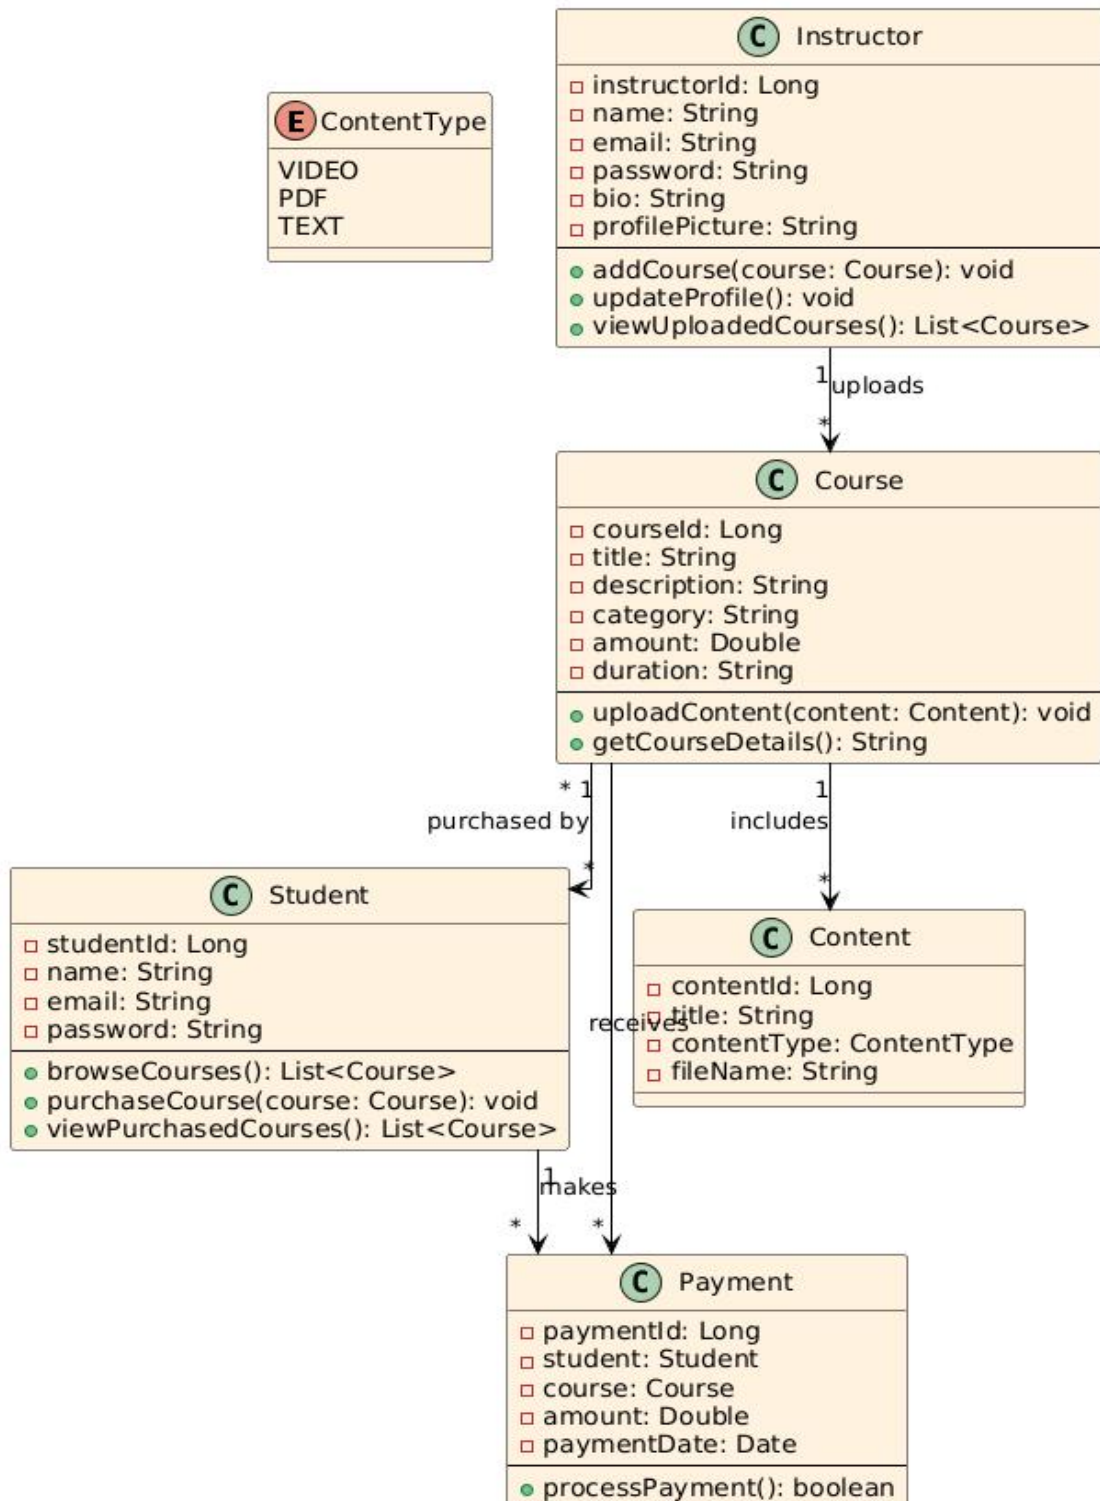 C Instructor
instructorId: Long
name: String
email: String
password: String
bio: String
profilePicture: String
addCourse(course: Course): void
updateProfile(): void
viewUploadedCourses(): List<Course>
E ContentType
VIDEO
PDF
TEXT
1
uploads
*
C Course
courseId: Long
title: String
description: String
category: String
amount: Double
duration: String
uploadContent(content: Content): void
getCourseDetails(): String
* 1
purchased by
*
1
includes
*
C Student
studentId: Long
name: String
email: String
password: String
browseCourses(): List<Course>
purchaseCourse(course: Course): void
viewPurchasedCourses(): List<Course>
C Content
contentId: Long
title: String
contentType: ContentType
fileName: String
receives
1
makes
* *
C Payment
paymentId: Long
student: Student
course: Course
amount: Double
paymentDate: Date
processPayment(): boolean